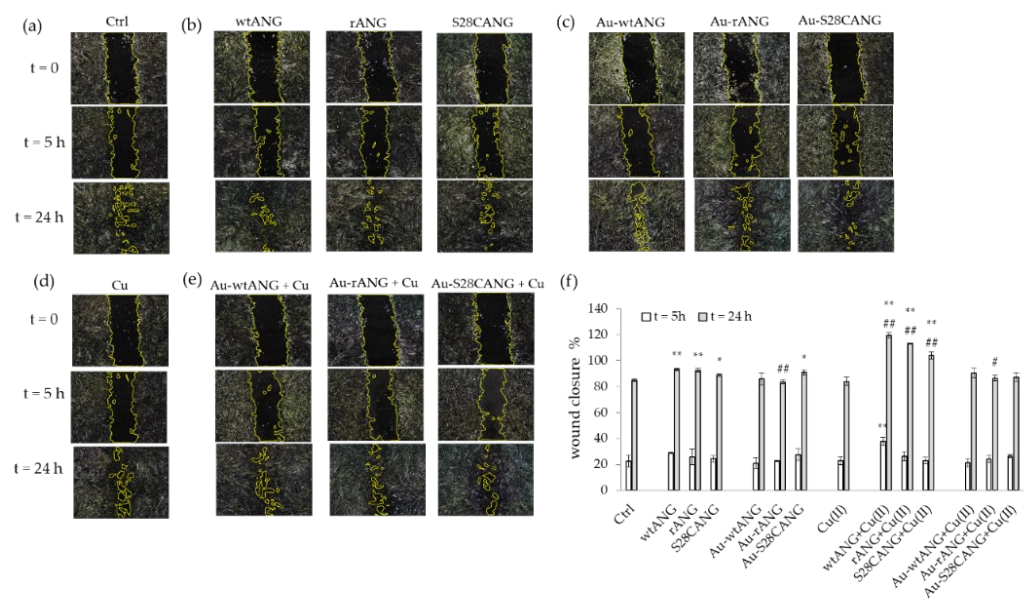 (a)
Ctrl
(b)
wtANG
rANG
S28CANG
(c)
Au-wtANG
Au-rANG
Au-S28CANG
t = 0
t = 5 h
t = 24 h
(d)
Cu
(e)
Au-wtANG + Cu
Au-rANG + Cu
Au-S28CANG + Cu
t = 0
t = 5 h
t = 24 h
(f)
wound closure %
140
120
100
80
60
40
20
0
t = 5h
t = 24 h
**
**
*
##
*
**
**
##
**
##
**
##
#
Ctrl
wtANG
rANG
S28CANG
Au-wtANG
Au-rANG
Au-S28CANG
Cu(II)
wtANG+Cu(II)
rANG+Cu(II)
S28CANG+Cu(II)
Au-wtANG+Cu(II)
Au-rANG+Cu(II)
Au-S28CANG+Cu(II)